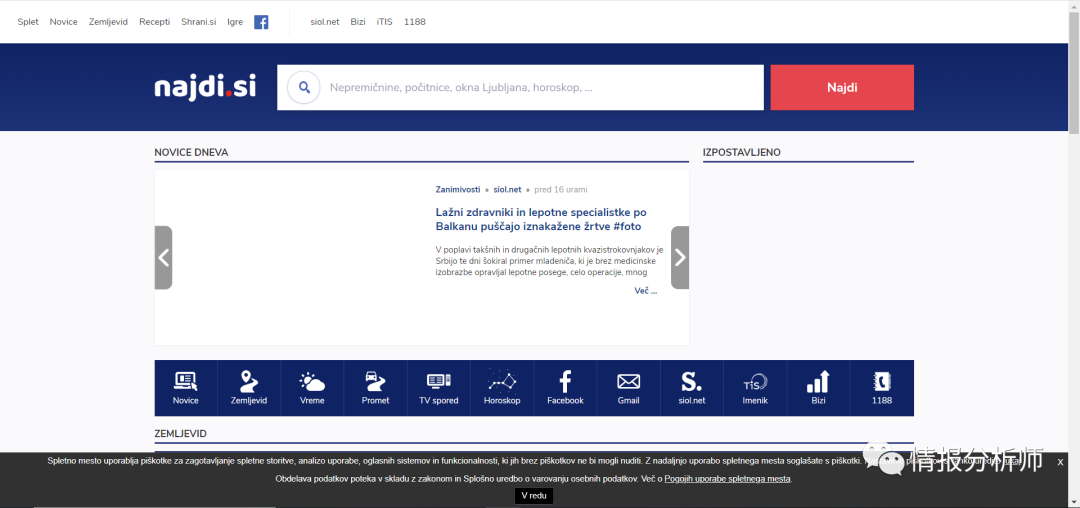 Splet Novice Zemljevid Recepti Shrani.si Igre siol.net Bizi iTIS 1188
najdi.si
Nepremičnine, počitnice, okna Ljubljana, horoskop, ...
Najdi
NOVICE DNEVA
IZPOSTAVLJENO
Zanimivosti • siol.net • pred 16 urami
Lažni zdravniki in lepotne specialistke po
Balkanu puščajo iznakažene žrtve #foto
V poplavi takšnih in drugačnih lepotnih kvazistrokovnjakov je
Srbijo te dni šokiral primer mladeniča, ki je brez medicinske
izobrazbe opravljal lepotne posege, celo operacije, mnog
Več ...
Novice Zemljevid Vreme Promet TV spored Horoskop Facebook Gmail siol.net Imenik Bizi 1188
ZEMLJEVID
Spletno mesto uporablja piškotke za zagotavljanje spletne storitve, analizo uporabe, oglasnih sistemov in funkcionalnosti, ki jih brez piškotkov ne bi mogli nuditi. Z nadaljnjo uporabo spletnega mesta soglašate s piškotki.
情报分析师
x
Obdelava podatkov poteka v skladu z zakonom in Splošno uredbo o varovanju osebnih podatkov. Več o Pogojih uporabe spletnega mesta.
V redu